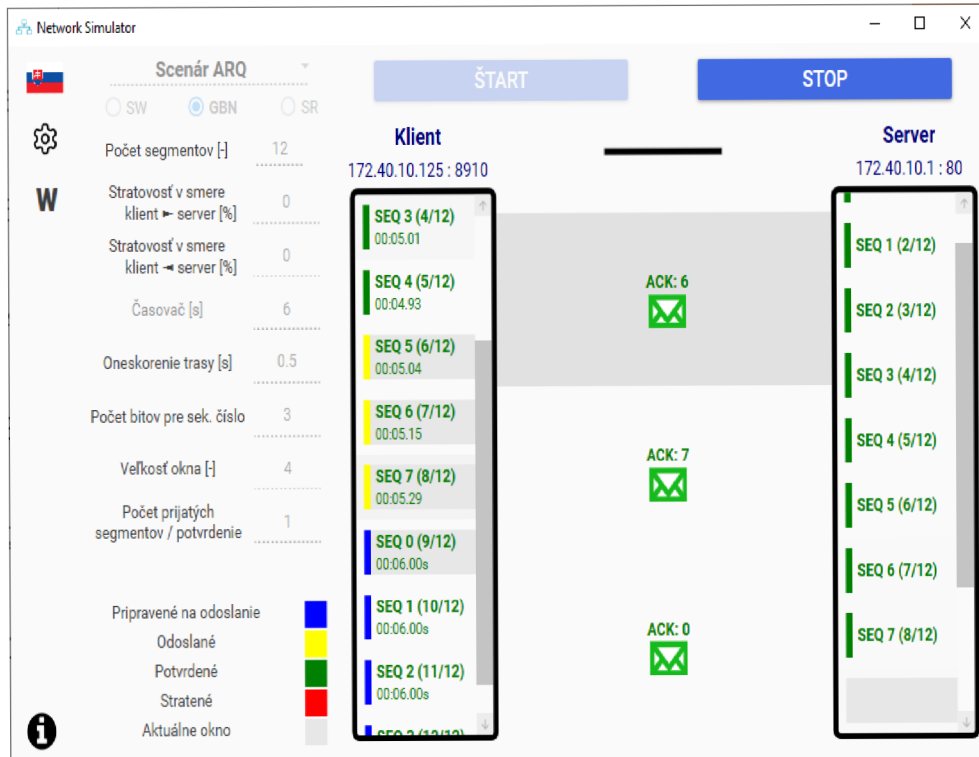 Network Simulator
Scenár ARQ
SW
GBN
SR
Počet segmentov [-]
12
Stratovosť v smere
klient ► server [%]
0
Stratovosť v smere
klient ◄ server [%]
0
Časovač [s]
6
Oneskorenie trasy [s]
0.5
Počet bitov pre sek. číslo
3
Veľkosť okna [-]
4
Počet prijatých
segmentov / potvrdenie
1
Pripravené na odoslanie
Odoslané
Potvrdené
Stratené
Aktuálne okno
W
ŠTART
STOP
Klient
172.40.10.125 : 8910
SEQ 3 (4/12)
00:05.01
SEQ 4 (5/12)
00:04.93
SEQ 5 (6/12)
00:05.04
SEQ 6 (7/12)
00:05.15
SEQ 7 (8/12)
00:05.29
SEQ 0 (9/12)
00:06.00s
SEQ 1 (10/12)
00:06.00s
SEQ 2 (11/12)
00:06.00s
SEQ 3 (12/12)
ACK: 6
ACK: 7
ACK: 0
Server
172.40.10.1 : 80
SEQ 1 (2/12)
SEQ 2 (3/12)
SEQ 3 (4/12)
SEQ 4 (5/12)
SEQ 5 (6/12)
SEQ 6 (7/12)
SEQ 7 (8/12)